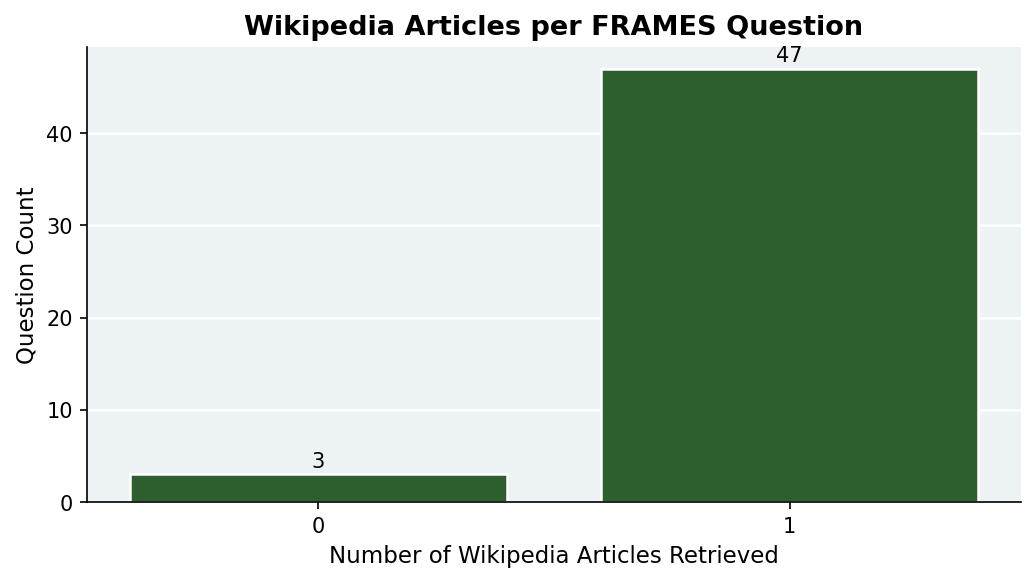 Wikipedia Articles per FRAMES Question
47
40
30
20
10
0
3
Question Count
0 1
Number of Wikipedia Articles Retrieved